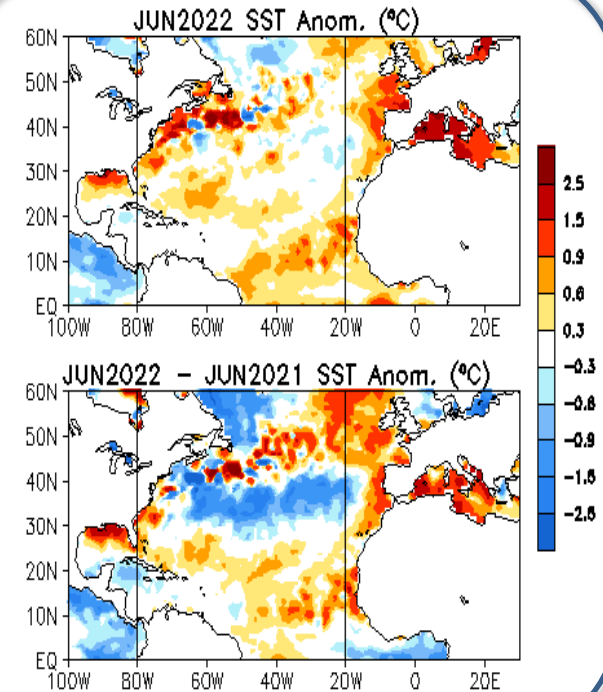 JUN2022 SST Anom. (°C)
60N
50N
40N
30N
20N
10N
EQ
100W 80W 60W 40W 20W 0 20E
JUN2022 - JUN2021 SST Anom. (°C)
60N
50N
40N
30N
20N
10N
EQ
100W 80W 60W 40W 20W 0 20E
2.5
1.5
0.9
0.6
0.3
-0.3
-0.6
-0.9
-1.5
-2.5